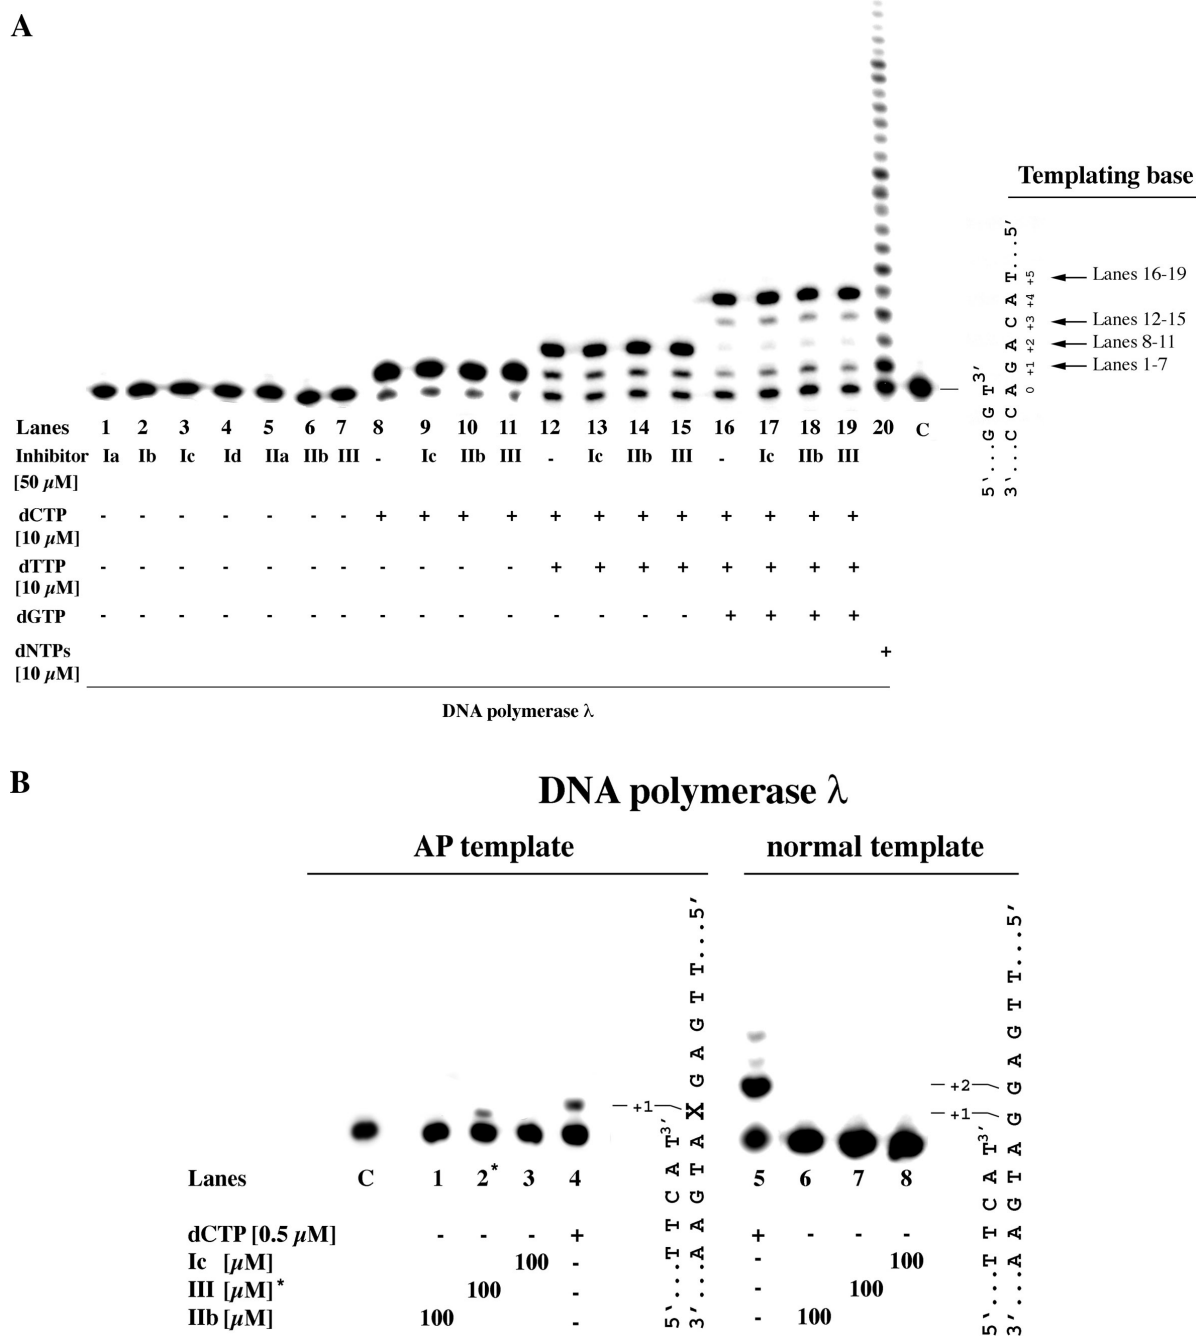 A
Templating base
5' ...G G T3'
3' ...C C A G A C A T...5'
0 +1 +2 +3 +4 +5
Lanes 16-19
Lanes 12-15
Lanes 8-11
Lanes 1-7
Lanes 1 2 3 4 5 6 7 8 9 10 11 12 13 14 15 16 17 18 19 20 C
Inhibitor Ia Ib Ic Id IIa IIb III - Ic IIb III - Ic IIb III - Ic IIb III
[50 µM]
dCTP - - - - - - - + + + + + + + + + + + +
[10 µM]
dTTP - - - - - - - - - - - + + + + + + + +
[10 µM]
dGTP - - - - - - - - - - - - - - - + + + +
dNTPs +
[10 µM]
DNA polymerase λ
B
DNA polymerase λ
AP template normal template
+1
5' ...T T C A T3'
3' ...A A G T A X G A G T T...5'
+2
+1
5' ...T T C A T3'
3' ...A A G T A G G A G T T...5'
Lanes C 1 2* 3 4 5 6 7 8
dCTP [0.5 µM] - - - + + - - -
Ic [µM] 100 - - 100
III [µM]* 100 - - 100
IIb [µM] 100 - - 100